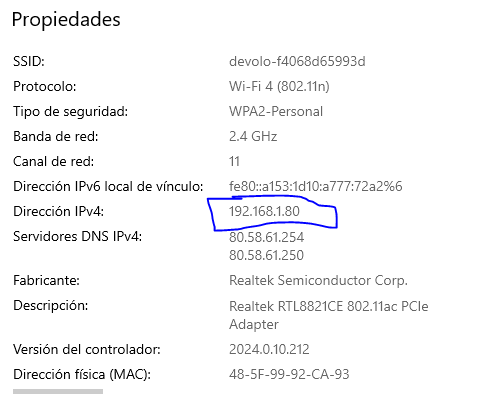 Propiedades
SSID: devolo-f4068d65993d
Protocolo: Wi-Fi 4 (802.11n)
Tipo de seguridad: WPA2-Personal
Banda de red: 2.4 GHz
Canal de red: 11
Dirección IPv6 local de vínculo: fe80::a153:1d10:a777:72a2%6
Dirección IPv4: 192.168.1.80
Servidores DNS IPv4: 80.58.61.254
80.58.61.250
Fabricante: Realtek Semiconductor Corp.
Descripción: Realtek RTL8821CE 802.11ac PCIe
Adapter
Versión del controlador: 2024.0.10.212
Dirección física (MAC): 48-5F-99-92-CA-93